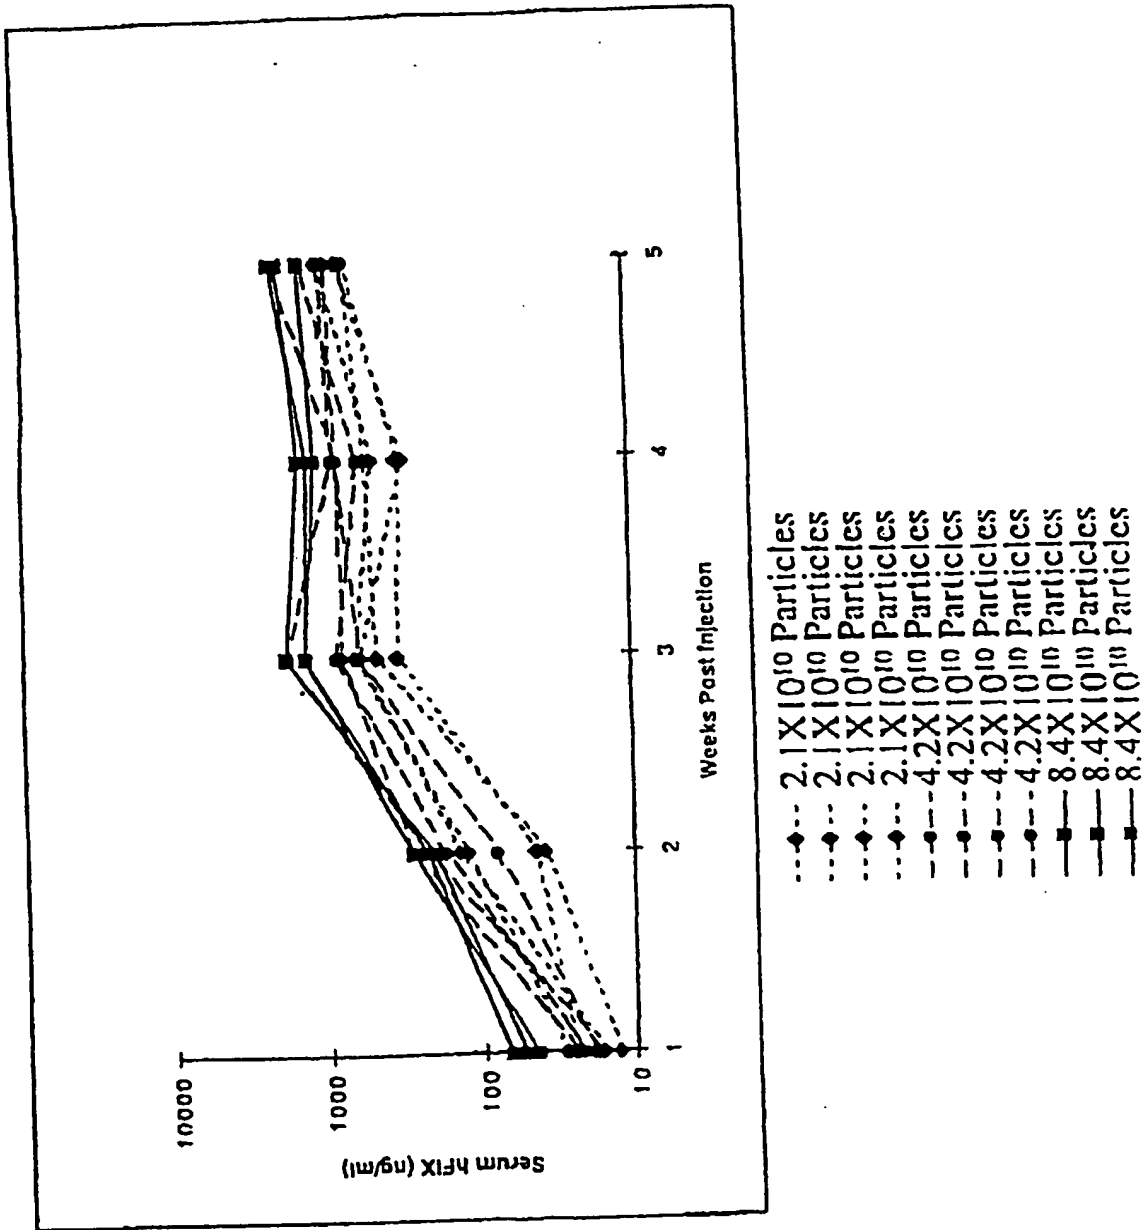 Serum hFIX (ng/ml)
10000
1000
100
10
1
2
3
4
5
Weeks Post Injection
2.1X10¹⁰ Particles
2.1X10¹⁰ Particles
2.1X10¹⁰ Particles
2.1X10¹⁰ Particles
4.2X10¹⁰ Particles
4.2X10¹⁰ Particles
4.2X10¹⁰ Particles
4.2X10¹⁰ Particles
8.4X10¹⁰ Particles
8.4X10¹⁰ Particles
8.4X10¹⁰ Particles